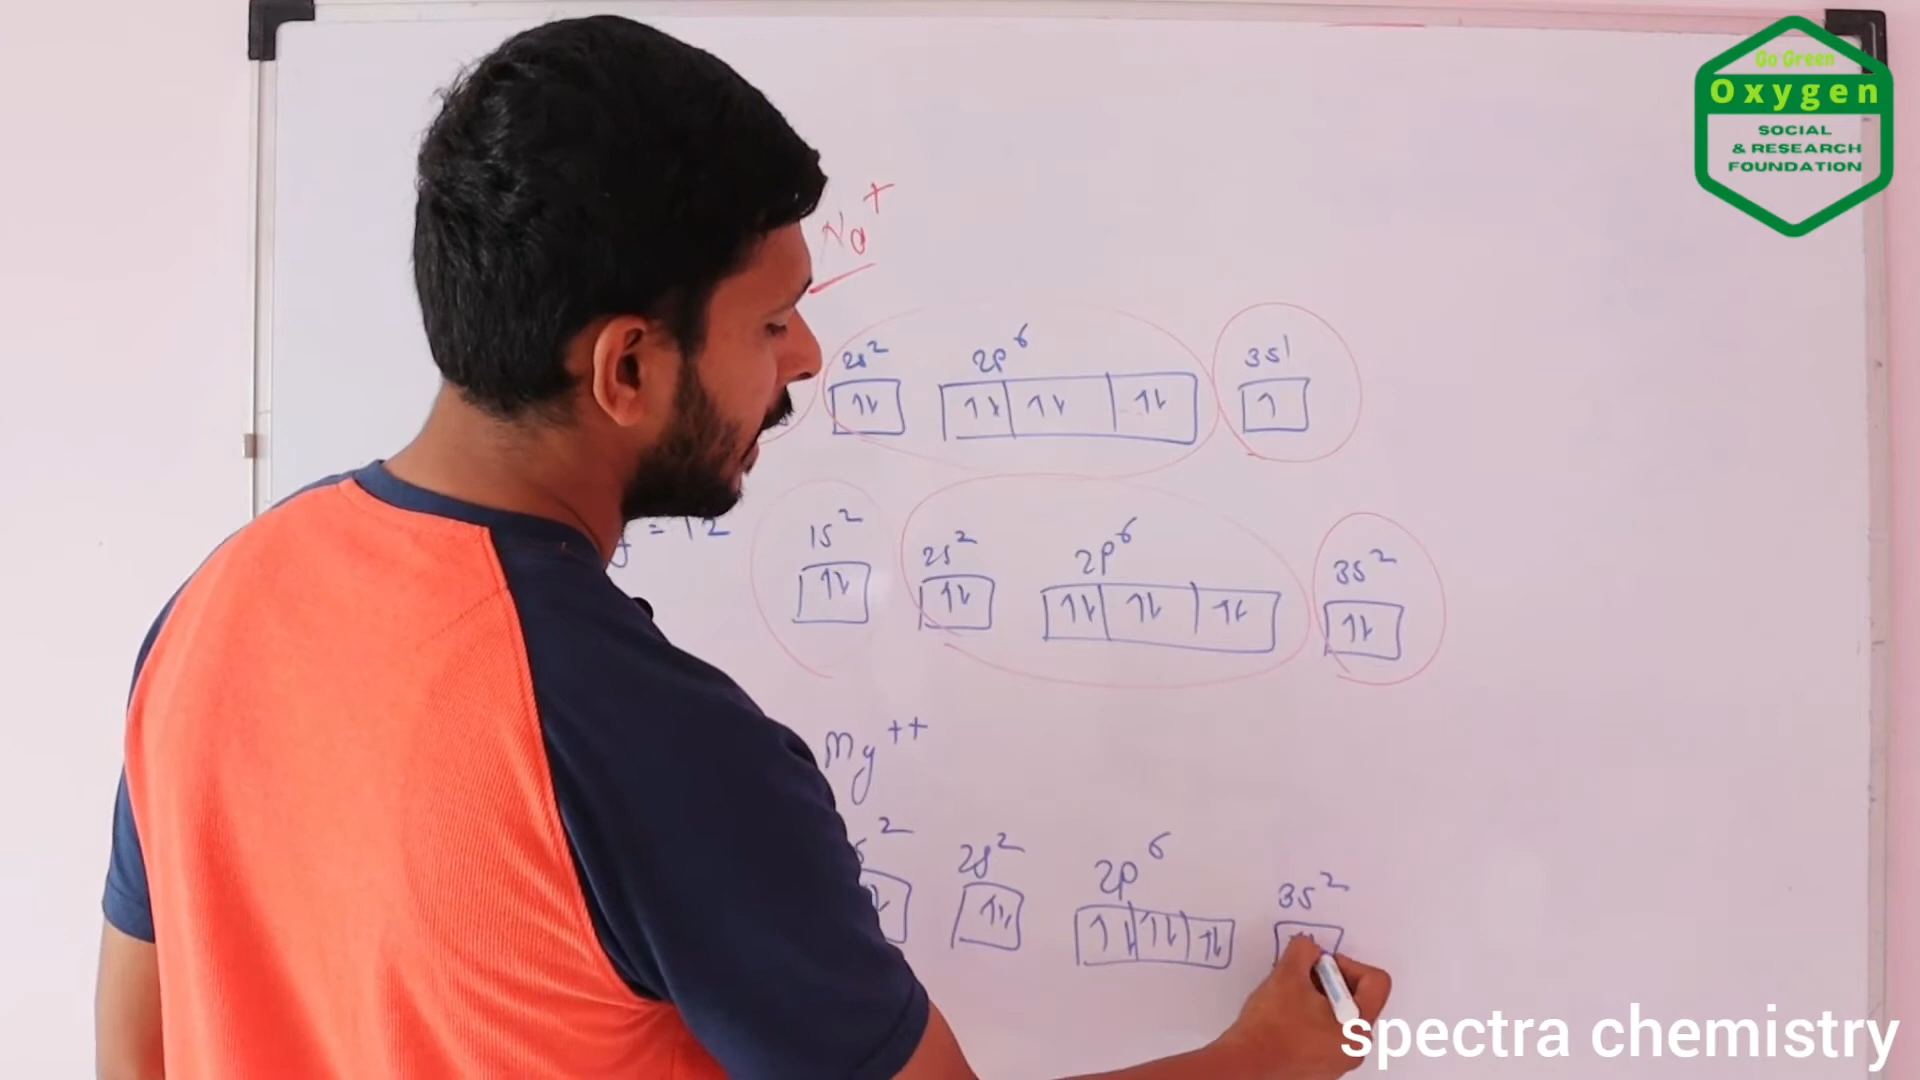 Go Green
Oxygen
SOCIAL
& RESEARCH
FOUNDATION
Na+
2s² 2p⁶ 3s¹
↑↓ ↑↓ ↑↓ ↑↓ ↑
= 12 1s² 2s² 2p⁶ 3s²
↑↓ ↑↓ ↑↓ ↑↓ ↑↓ ↑↓
Mg++
2s² 2p⁶ 3s²
↑↓ ↑↓ ↑↓ ↑↓
spectra chemistry